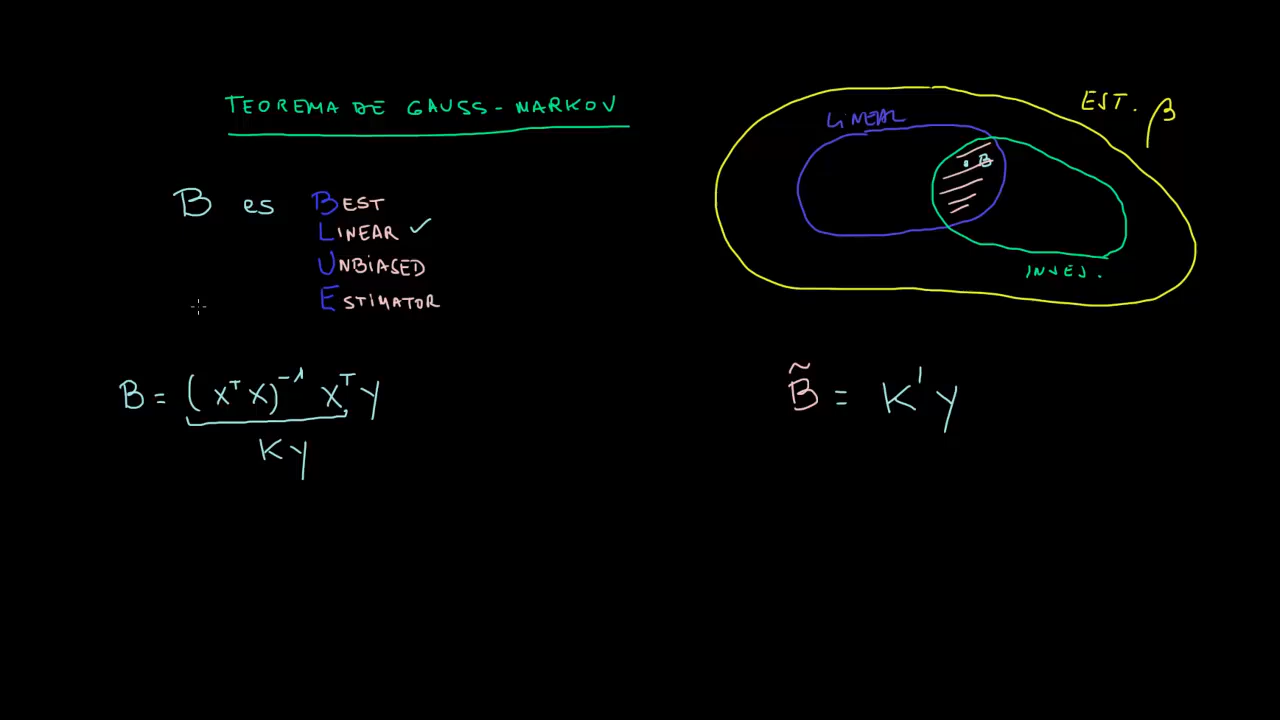 TEOREMA DE GAUSS-MARKOV
B es BEST
LINEAR ✓
UNBIASED
ESTIMATOR
LINEAL
EST. β
B
INSES.
B = (XᵀX)⁻¹ Xᵀy
Ky
B̃ = K'y